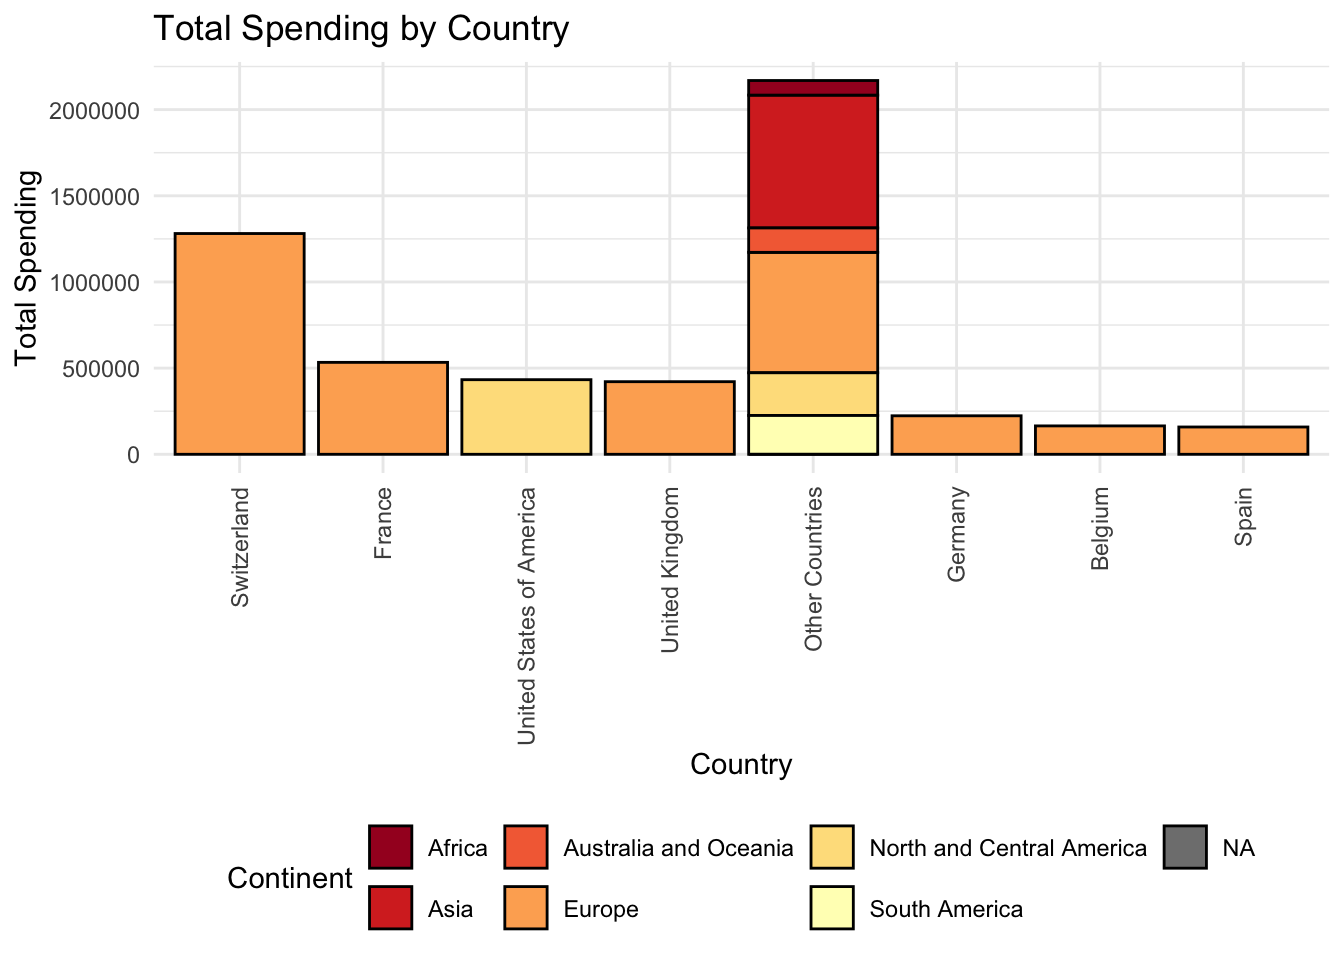 Total Spending by Country
Total Spending
2000000
1500000
1000000
500000
0
Switzerland
France
United States of America
United Kingdom
Other Countries
Germany
Belgium
Spain
Country
Continent
Africa
Australia and Oceania
North and Central America
NA
Asia
Europe
South America